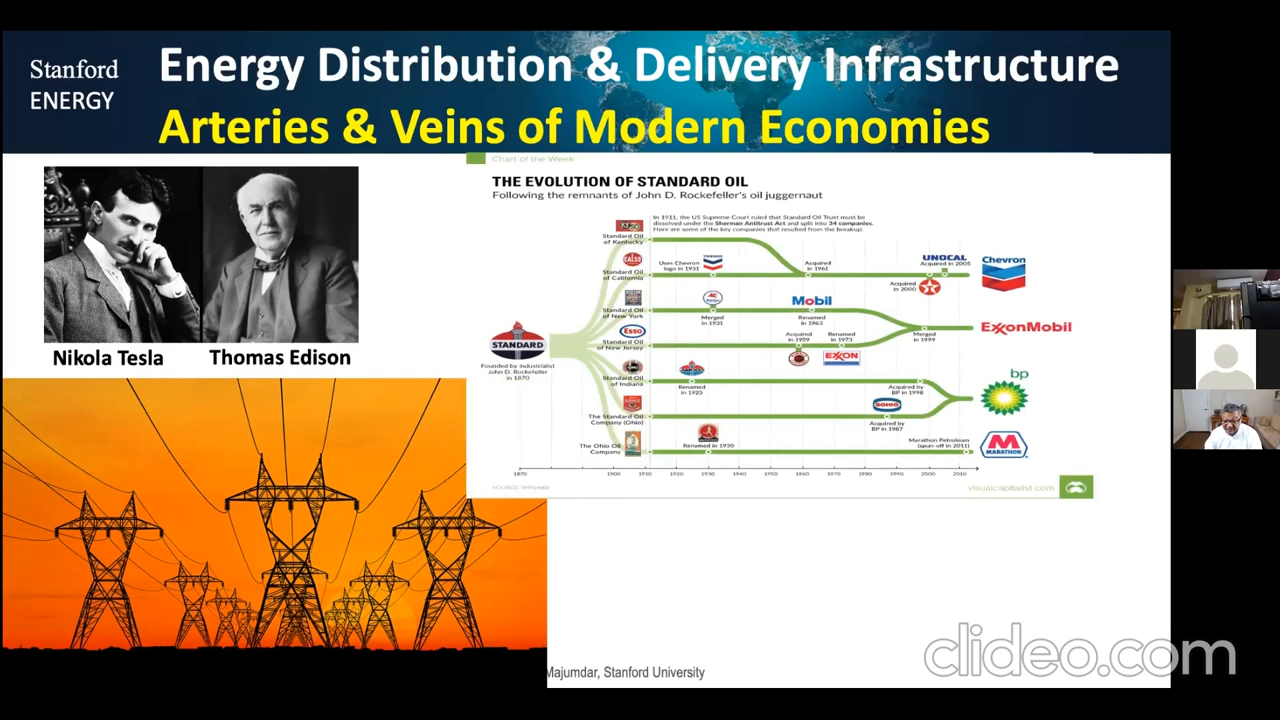 Stanford
ENERGY
Energy Distribution & Delivery Infrastructure
Arteries & Veins of Modern Economies
Nikola Tesla
Thomas Edison
Chart of the Week
THE EVOLUTION OF STANDARD OIL
Following the remnants of John D. Rockefeller's oil juggernaut
In 1911, the US Supreme Court ruled that Standard Oil Trust must be
dissolved under the Sherman Antitrust Act and split into 34 companies.
Here are some of the key companies that resulted from the breakup.
Standard Oil
of Kentucky
CALSO
Standard Oil
of California
Uses Chevron
logo in 1931
STANDARD
Acquired
in 1961
Acquired
in 2000
UNOCAL
Acquired in 2005
Chevron
Standard Oil
of New York
Merged
in 1931
Mobil
Renamed
in 1963
Esso
Standard Oil
of New Jersey
Acquired
in 1959
Renamed
in 1973
EXXON
Merged
in 1999
ExxonMobil
STANDARD
Founded by industrialist
John D. Rockefeller
in 1870
Standard Oil
of Indiana
AMOCO
Renamed
in 1925
Acquired by
BP in 1998
bp
The Standard Oil
Company (Ohio)
SOHIO
Acquired by
BP in 1987
The Ohio Oil
Company
Renamed in 1930
Marathon Petroleum
(spun-off in 2011)
MARATHON
1870
1900
1910
1920
1930
1940
1950
1960
1970
1980
1990
2000
2010
SOURCE: Wikipedia
visualcapitalist.com
Majumdar, Stanford University
clideo.com